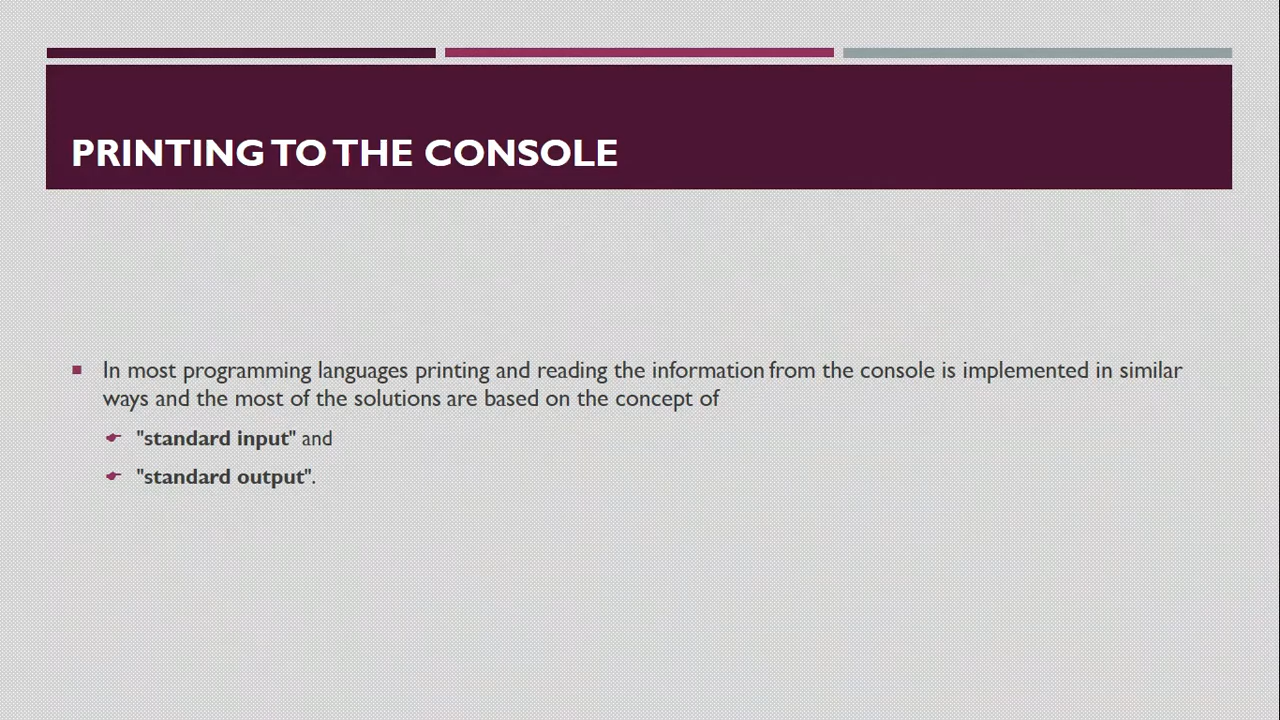 PRINTING TO THE CONSOLE
In most programming languages printing and reading the information from the console is implemented in similar
ways and the most of the solutions are based on the concept of
"standard input" and
"standard output".